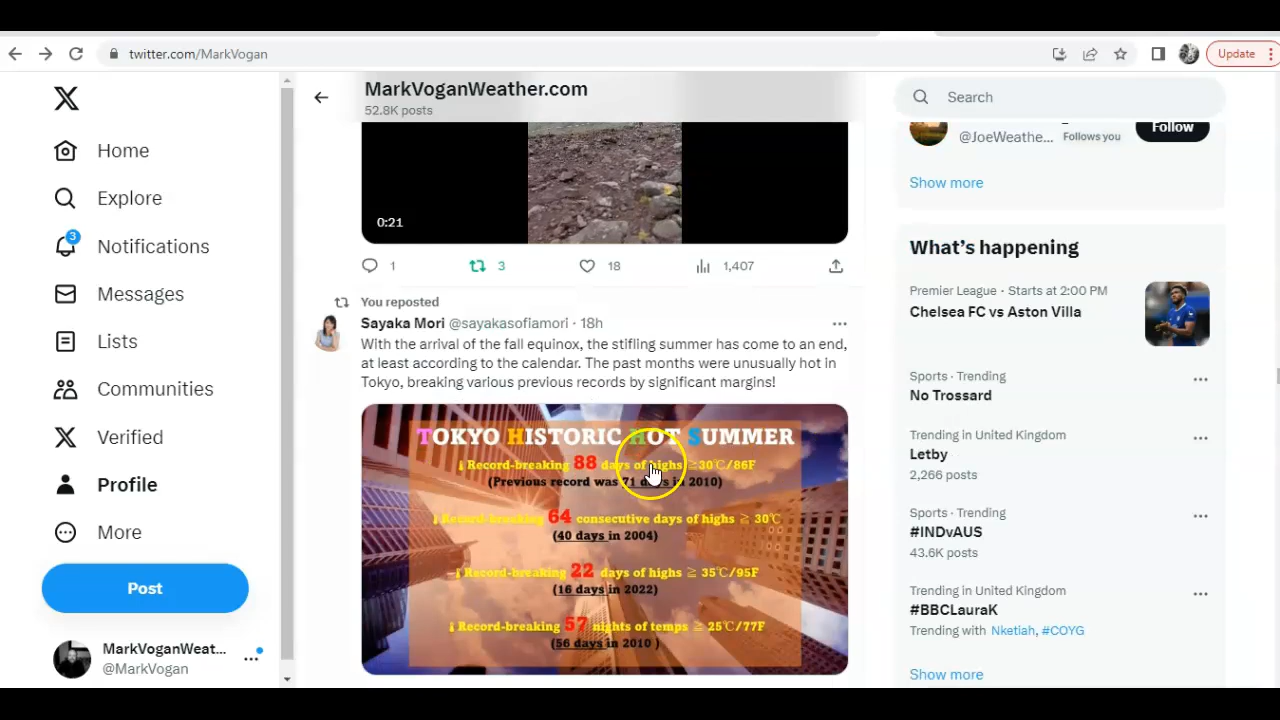 twitter.com/MarkVogan
Update
Home
Explore
Notifications
3
Messages
Lists
Communities
Verified
Profile
More
Post
MarkVoganWeat...
@MarkVogan
MarkVoganWeather.com
52.8K posts
0:21
1
3
18
1,407
You reposted
Sayaka Mori @sayakasofiamori · 18h
With the arrival of the fall equinox, the stifling summer has come to an end,
at least according to the calendar. The past months were unusually hot in
Tokyo, breaking various previous records by significant margins!
TOKYO HISTORIC HOT SUMMER
Record-breaking 88 days of highs ≧30℃/86F
(Previous record was 71 days in 2010)
Record-breaking 64 consecutive days of highs ≧ 30℃
(40 days in 2004)
Record-breaking 22 days of highs ≧ 35℃/95F
(16 days in 2022)
Record-breaking 57 nights of temps ≧ 25℃/77F
(56 days in 2010 )
Search
@JoeWeathe... Follows you
Follow
Show more
What's happening
Premier League · Starts at 2:00 PM
Chelsea FC vs Aston Villa
Sports · Trending
No Trossard
Trending in United Kingdom
Letby
2,266 posts
Sports · Trending
#INDvAUS
43.6K posts
Trending in United Kingdom
#BBCLauraK
Trending with Nketiah, #COYG
Show more